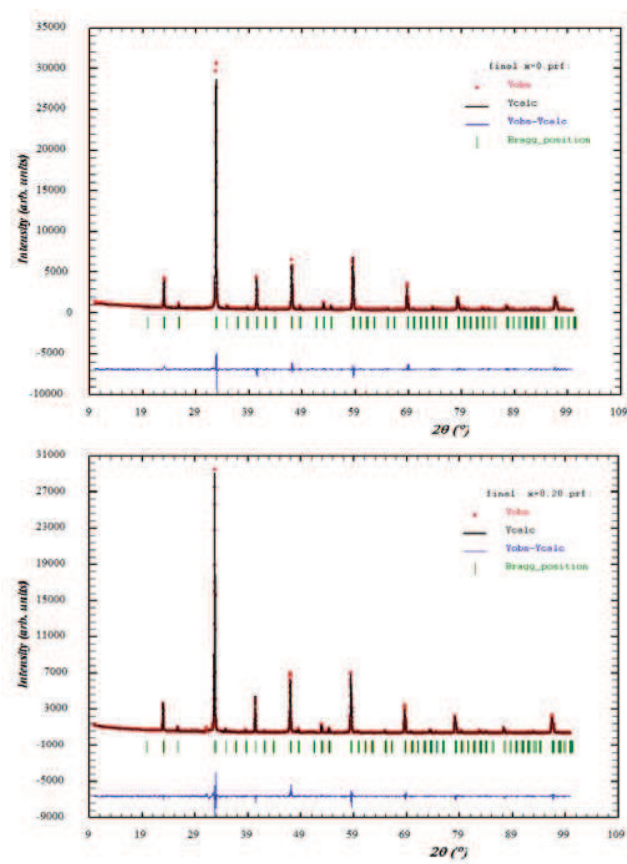 35000
30000
25000
20000
15000
10000
5000
0
-5000
-10000
Intensity (arb. units)
final x=0.prf:
Yobs
Ycalc
Yobs-Ycalc
Bragg_position
9 19 29 39 49 59 69 79 89 99 109
2θ (°)
31000
27000
23000
19000
15000
11000
7000
3000
-1000
-5000
-9000
Intensity (arb. units)
final x=0.20 prf:
Yobs
Ycalc
Yobs-Ycalc
Bragg_position
9 19 29 39 49 59 69 79 89 99 109
2θ (°)